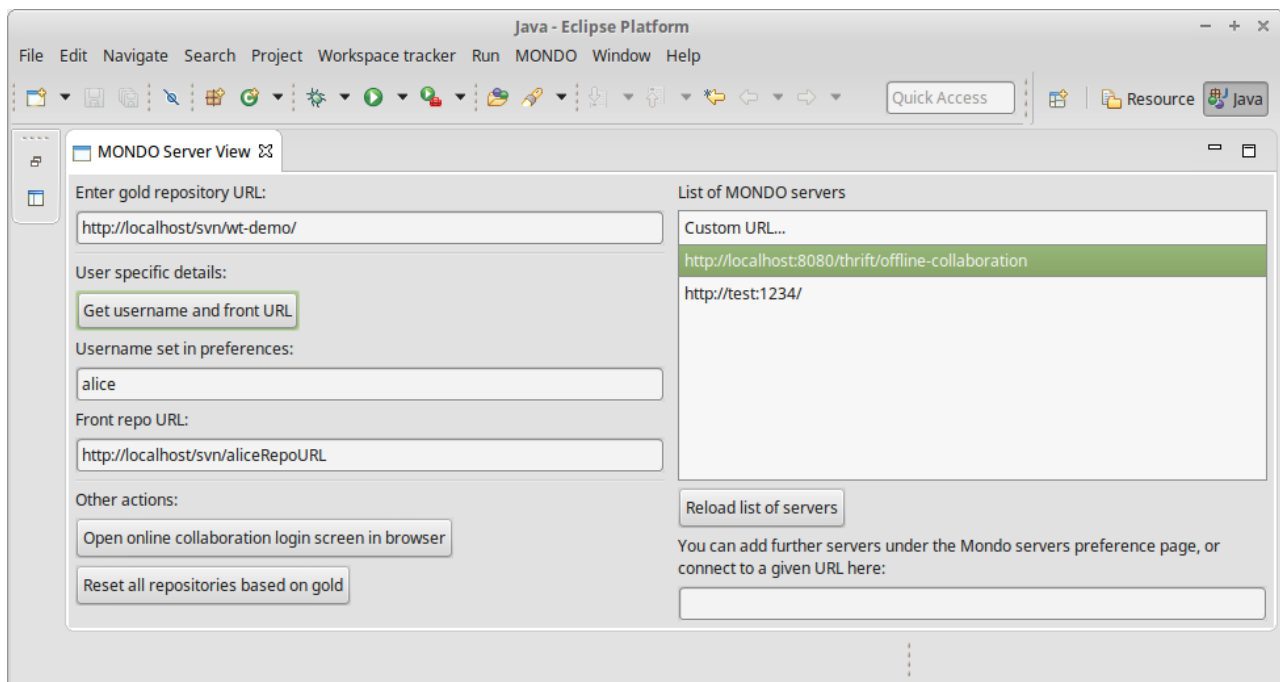 Java - Eclipse Platform
File Edit Navigate Search Project Workspace tracker Run MONDO Window Help
Quick Access
Resource
Java
MONDO Server View
Enter gold repository URL:
http://localhost/svn/wt-demo/
User specific details:
Get username and front URL
Username set in preferences:
alice
Front repo URL:
http://localhost/svn/aliceRepoURL
Other actions:
Open online collaboration login screen in browser
Reset all repositories based on gold
List of MONDO servers
Custom URL...
http://localhost:8080/thrift/offline-collaboration
http://test:1234/
Reload list of servers
You can add further servers under the Mondo servers preference page, or
connect to a given URL here: